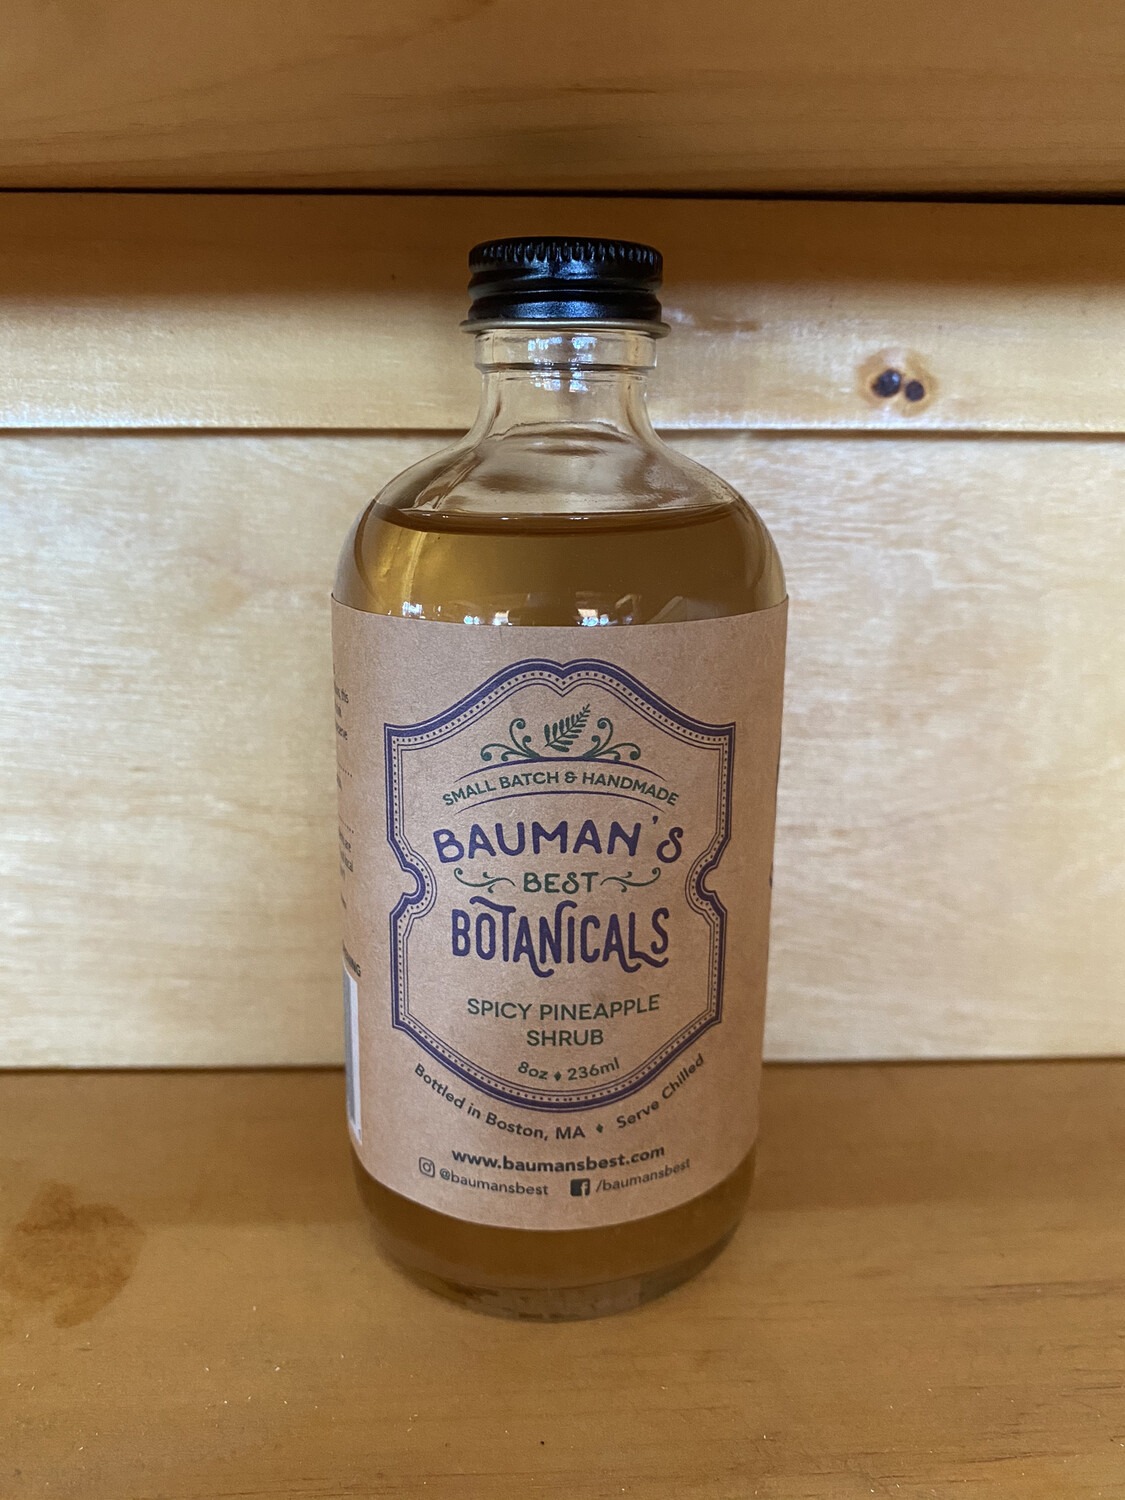 SMALL BATCH & HANDMADE
BAUMAN'S
BEST
BOTANICALS
SPICY PINEAPPLE
SHRUB
8oz ♦ 236ml
Bottled in Boston, MA ♦ Serve Chilled
www.baumansbest.com
@baumansbest /baumansbest